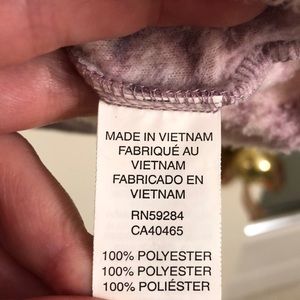 MADE IN VIETNAM
FABRIQUÉ AU
VIETNAM
FABRICADO EN
VIETNAM
RN59284
CA40465
100% POLYESTER
100% POLYESTER
100% POLIÉSTER